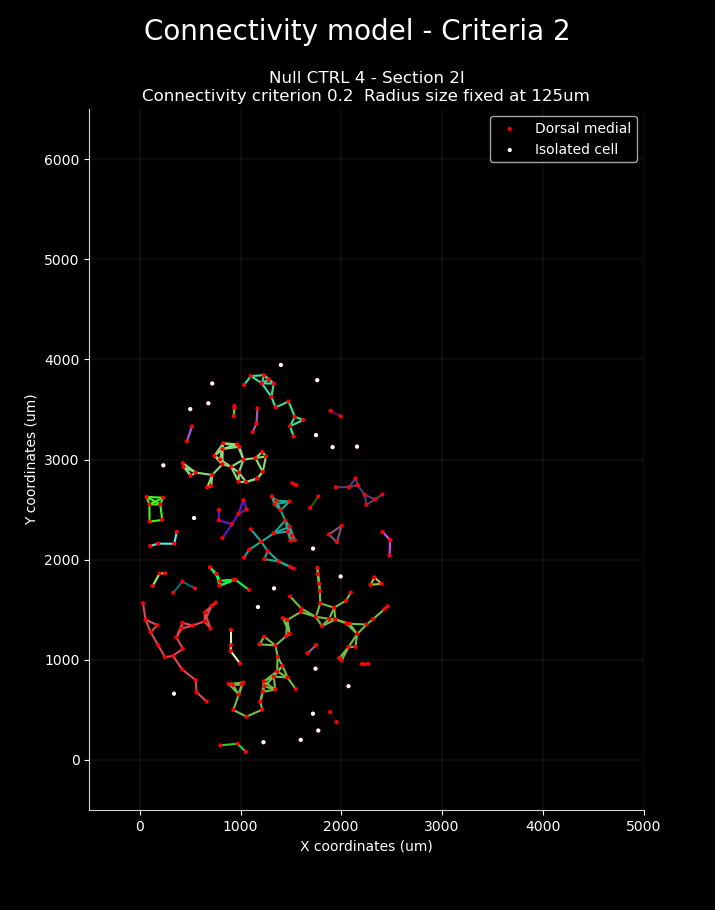 Connectivity model - Criteria 2
Null CTRL 4 - Section 2l
Connectivity criterion 0.2  Radius size fixed at 125um
Dorsal medial
Isolated cell
6000
5000
4000
3000
2000
1000
0
Y coordinates (um)
0 1000 2000 3000 4000 5000
X coordinates (um)